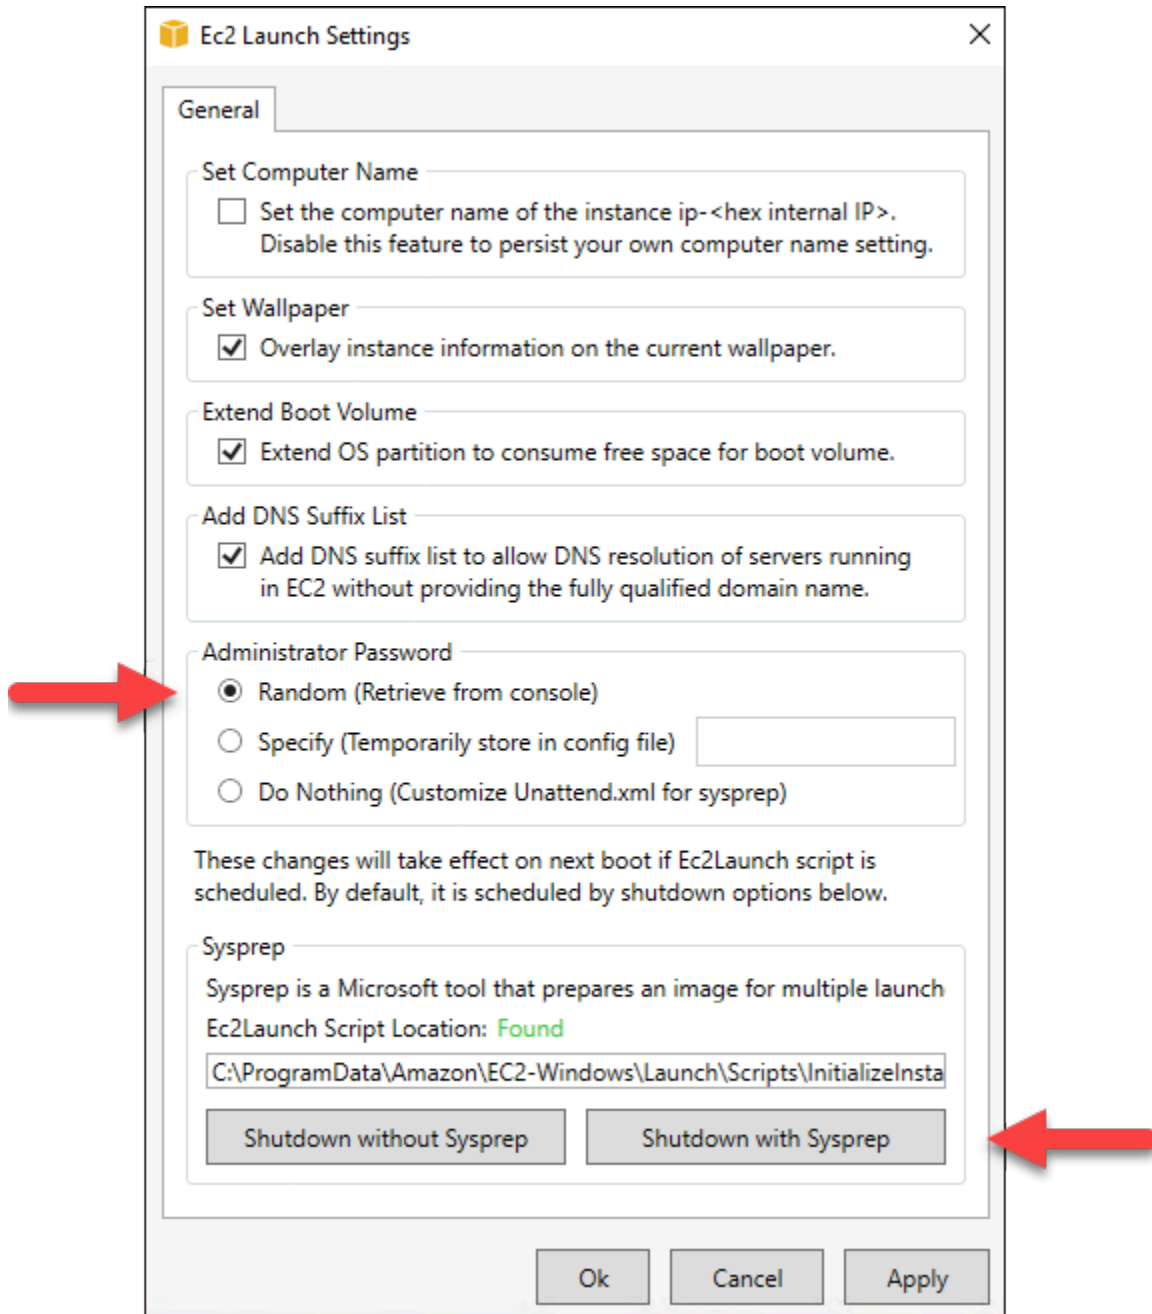 Ec2 Launch Settings
General
Set Computer Name
Set the computer name of the instance ip-<hex internal IP>.
Disable this feature to persist your own computer name setting.
Set Wallpaper
Overlay instance information on the current wallpaper.
Extend Boot Volume
Extend OS partition to consume free space for boot volume.
Add DNS Suffix List
Add DNS suffix list to allow DNS resolution of servers running
in EC2 without providing the fully qualified domain name.
Administrator Password
Random (Retrieve from console)
Specify (Temporarily store in config file)
Do Nothing (Customize Unattend.xml for sysprep)
These changes will take effect on next boot if Ec2Launch script is
scheduled. By default, it is scheduled by shutdown options below.
Sysprep
Sysprep is a Microsoft tool that prepares an image for multiple launch
Ec2Launch Script Location: Found
C:\ProgramData\Amazon\EC2-Windows\Launch\Scripts\InitializeInsta
Shutdown without Sysprep
Shutdown with Sysprep
Ok
Cancel
Apply